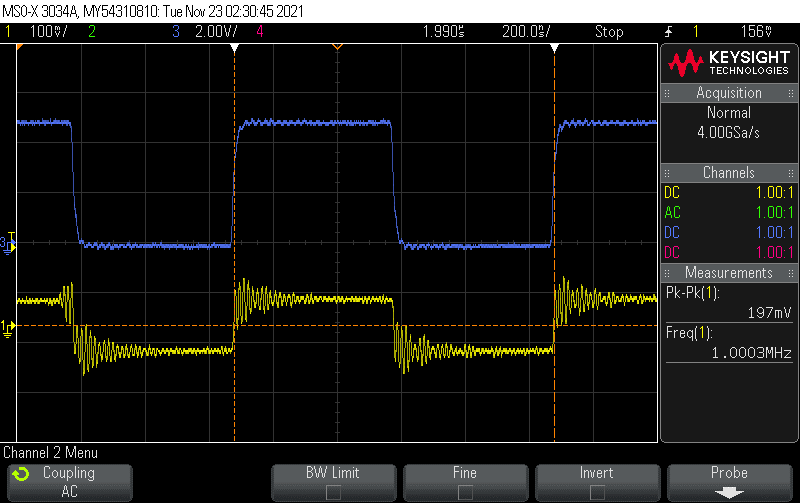 MSO-X 3034A, MY54310810: Tue Nov 23 02:30:45 2021
1 100mV/ 2 3 2.00V/ 4 1.990s 200.0s/ Stop 1 156mV
KEYSIGHT
TECHNOLOGIES
Acquisition
Normal
4.00GSa/s
Channels
DC 1.00:1
AC 1.00:1
DC 1.00:1
DC 1.00:1
Measurements
Pk-Pk(1):
197mV
Freq(1):
1.0003MHz
T
3
1
Channel 2 Menu
Coupling BW Limit Fine Invert Probe
AC